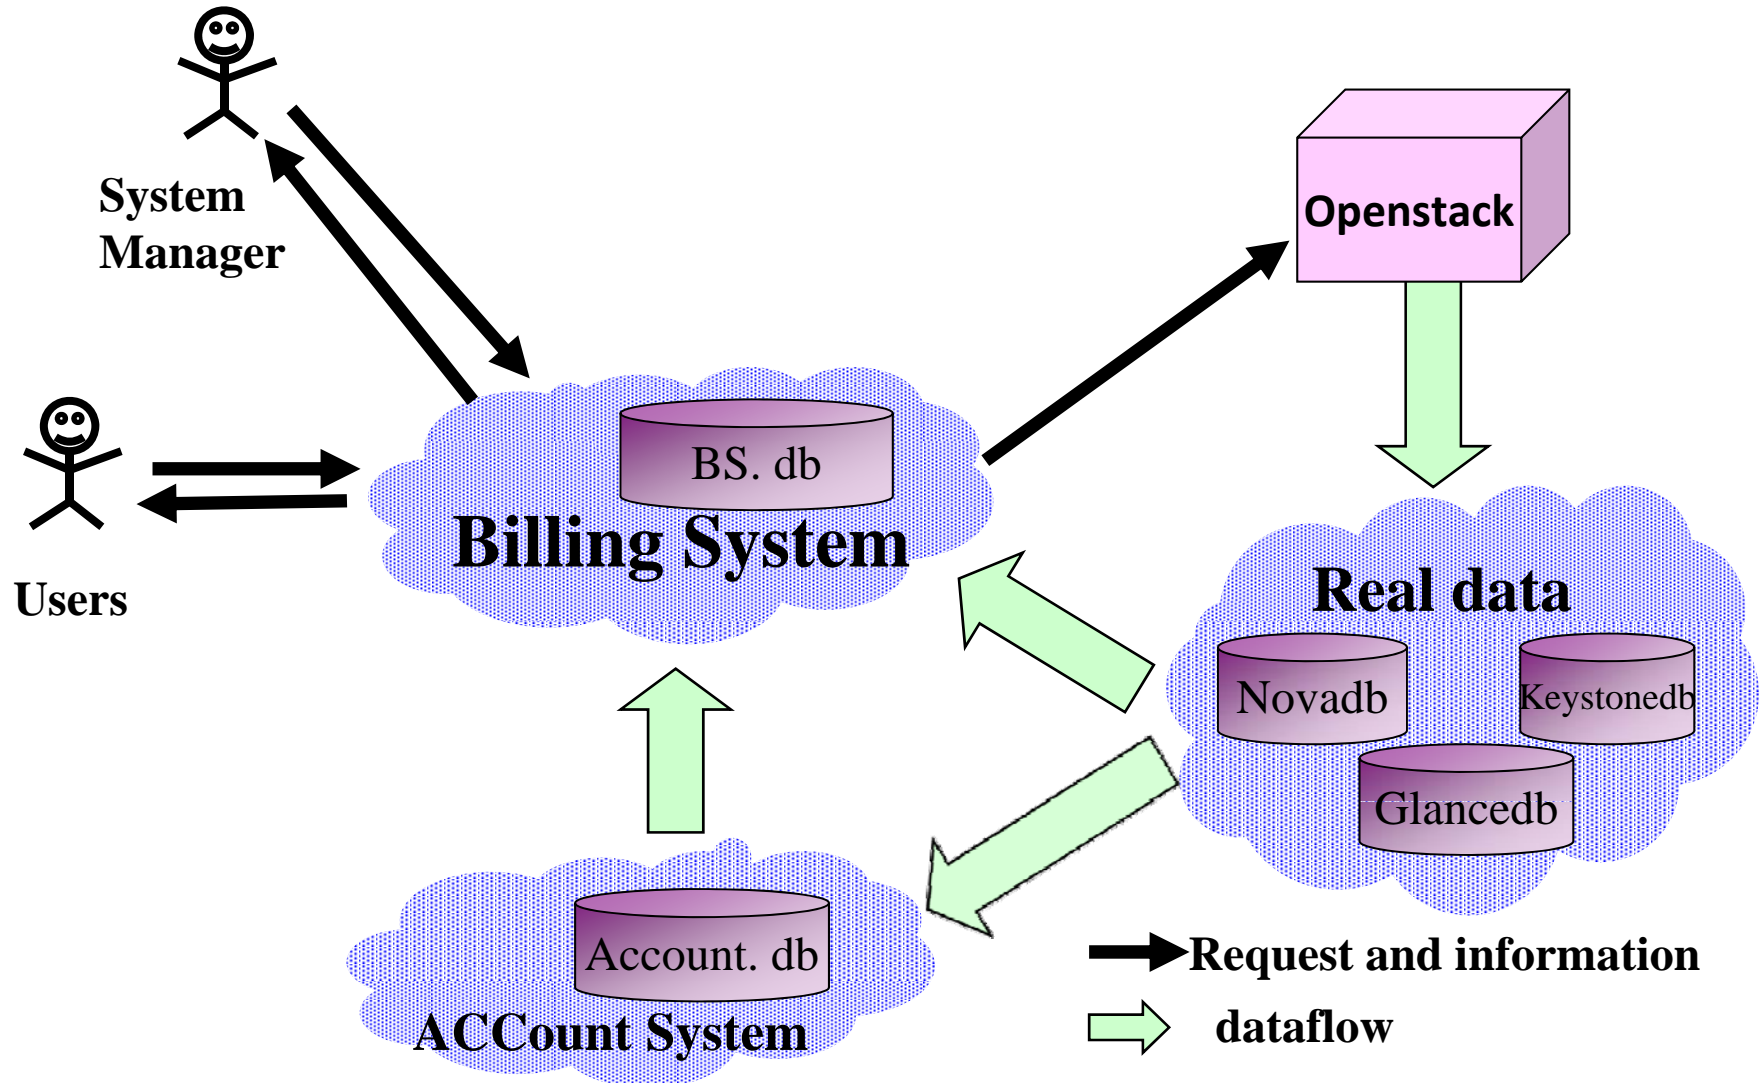 System
Manager
Openstack
BS. db
Billing System
Users
Real data
Novadb
Keystonedb
Glancedb
Account. db
ACCount System
Request and information
dataflow